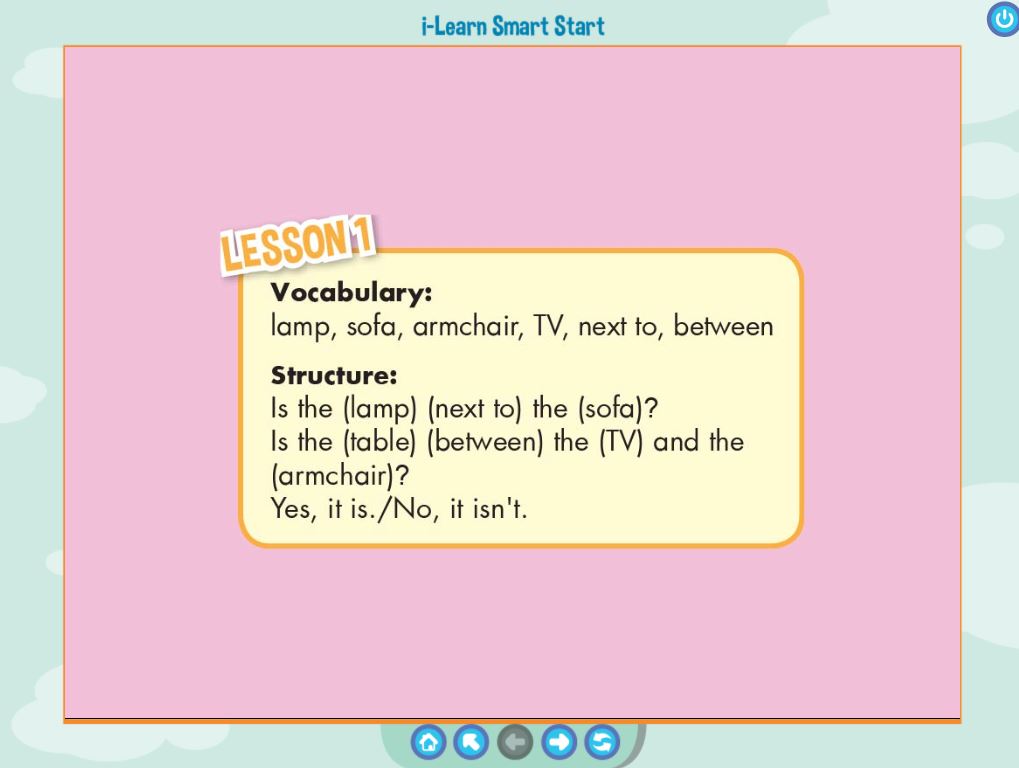 i-Learn Smart Start
LESSON 1
Vocabulary:
lamp, sofa, armchair, TV, next to, between
Structure:
Is the (lamp) (next to) the (sofa)?
Is the (table) (between) the (TV) and the
(armchair)?
Yes, it is./No, it isn't.